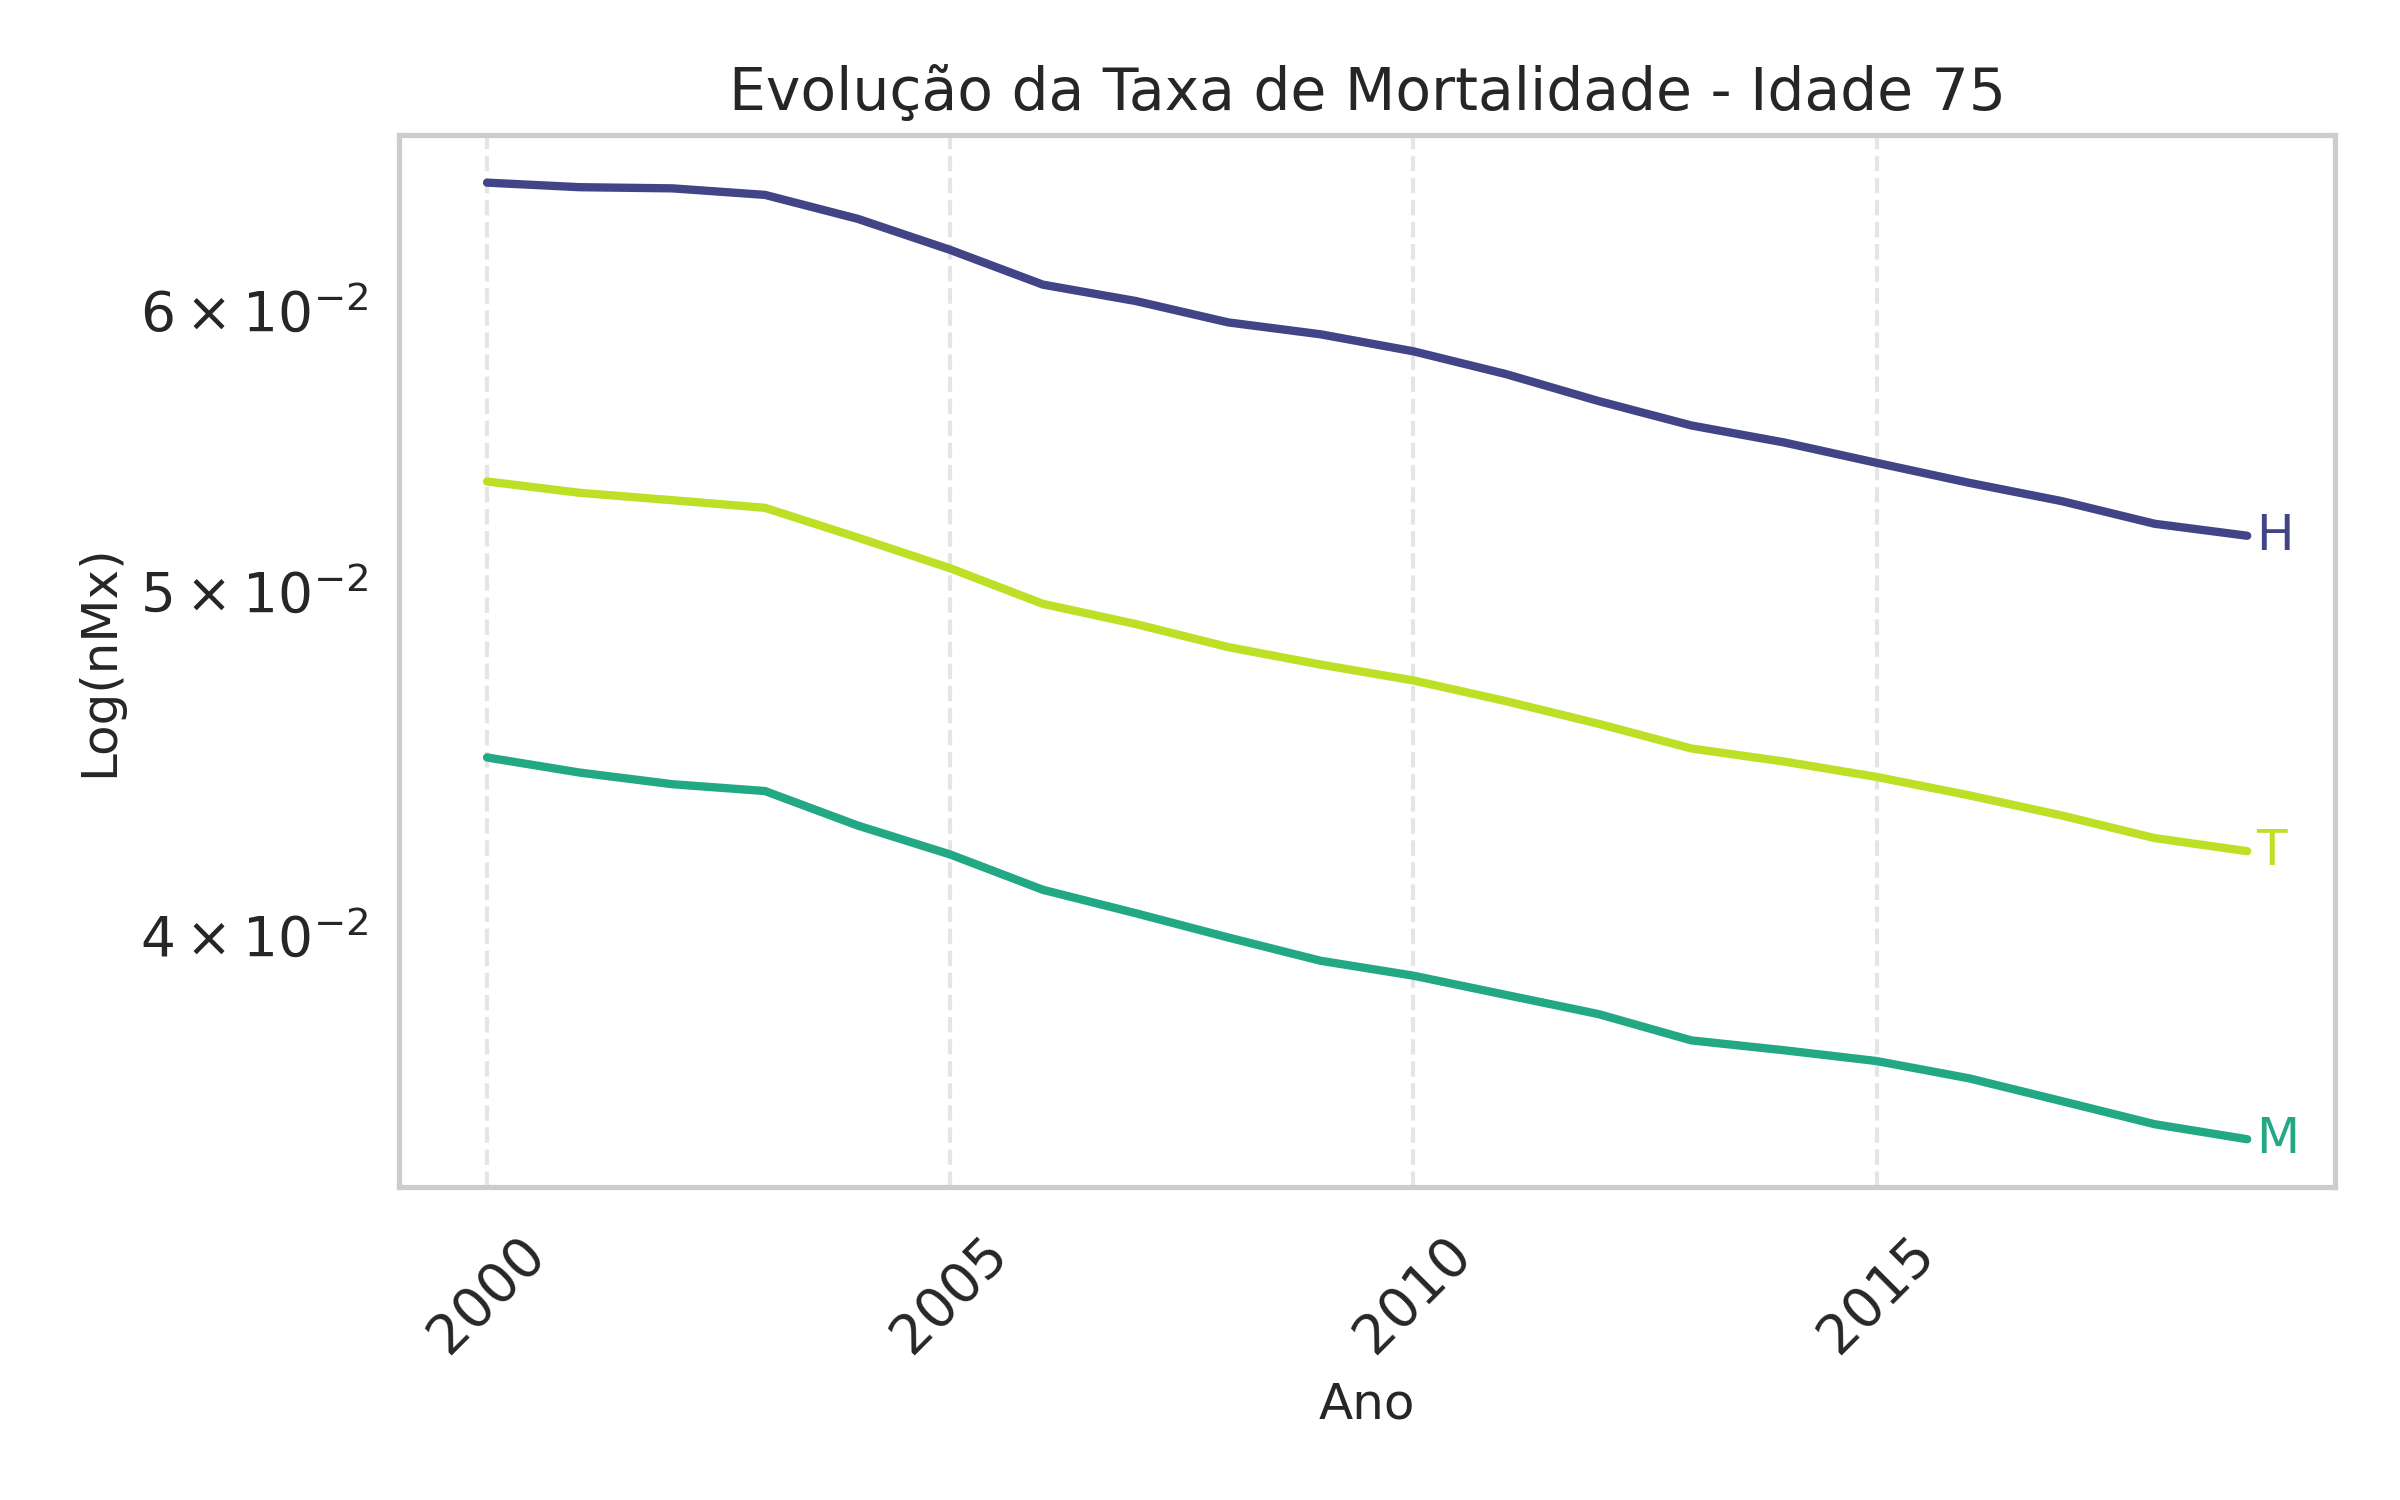 Evolução da Taxa de Mortalidade - Idade 75
Log(nMx)
6 × 10⁻²
5 × 10⁻²
4 × 10⁻²
H
T
M
2000
2005
2010
2015
Ano